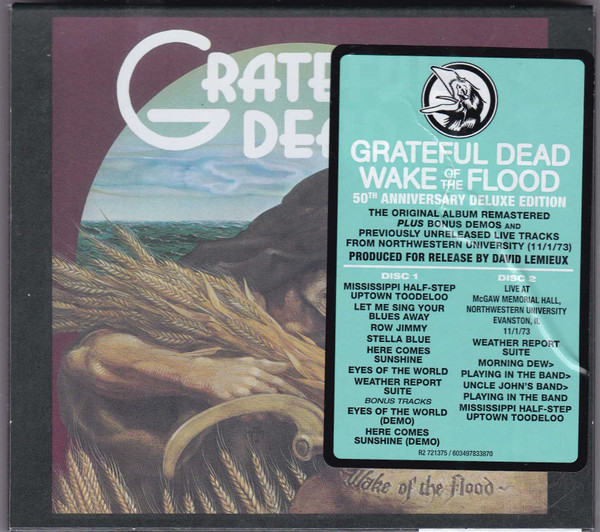 GRATE
DEA
GRATEFUL DEAD
WAKE OF THE FLOOD
50TH ANNIVERSARY DELUXE EDITION
THE ORIGINAL ALBUM REMASTERED
PLUS BONUS DEMOS AND
PREVIOUSLY UNRELEASED LIVE TRACKS
FROM NORTHWESTERN UNIVERSITY (11/1/73)
PRODUCED FOR RELEASE BY DAVID LEMIEUX
DISC 1
MISSISSIPPI HALF-STEP
UPTOWN TOODELOO
LET ME SING YOUR
BLUES AWAY
ROW JIMMY
STELLA BLUE
HERE COMES
SUNSHINE
EYES OF THE WORLD
WEATHER REPORT
SUITE
BONUS TRACKS
EYES OF THE WORLD
(DEMO)
HERE COMES
SUNSHINE (DEMO)
DISC 2
LIVE AT
McGAW MEMORIAL HALL,
NORTHWESTERN UNIVERSITY
EVANSTON, IL
11/1/73
WEATHER REPORT
SUITE
MORNING DEW>
PLAYING IN THE BAND>
UNCLE JOHN'S BAND>
PLAYING IN THE BAND
MISSISSIPPI HALF-STEP
UPTOWN TOODELOO
R2 721375 / 603497833870
Wake of the Flood